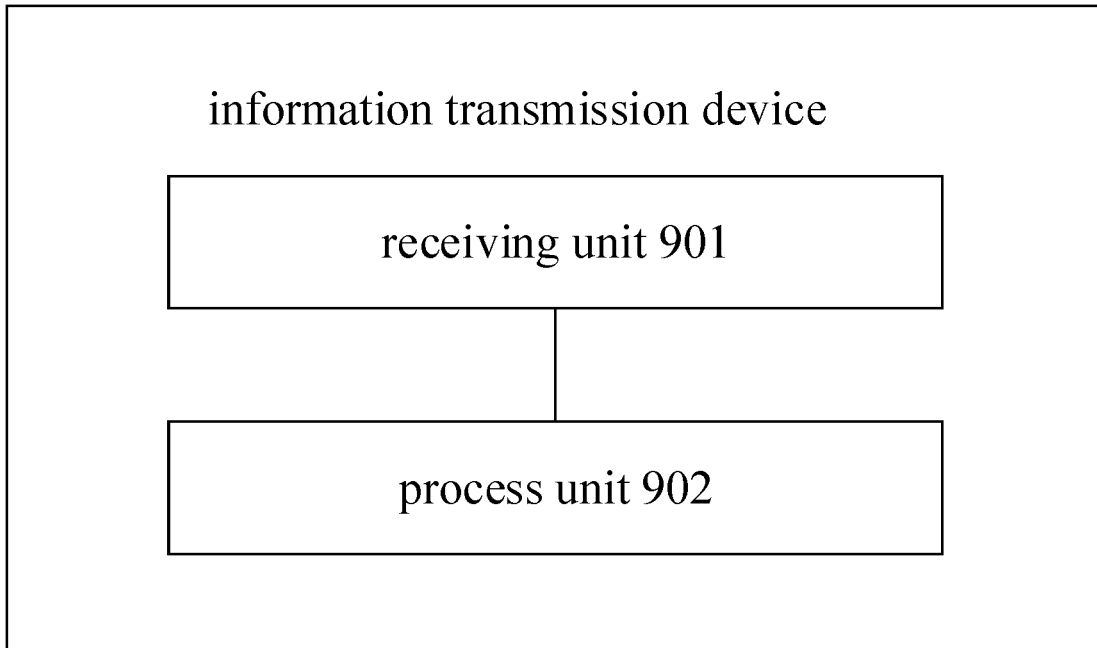 information transmission device
receiving unit 901
process unit 902